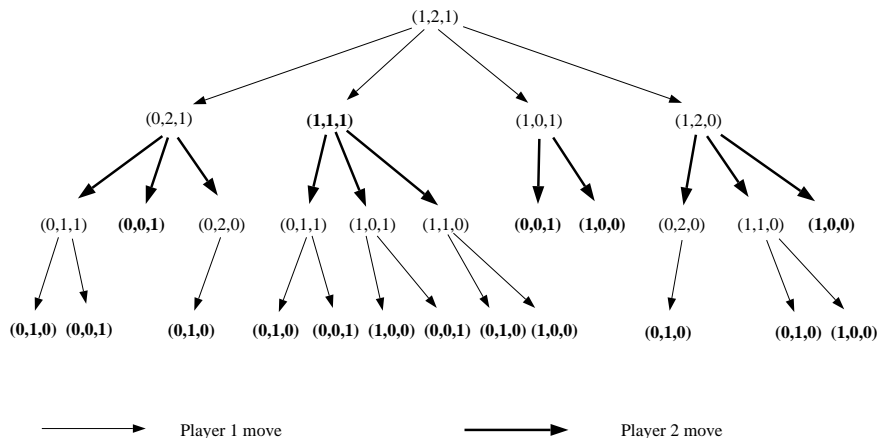 (1,2,1)
(0,2,1) (1,1,1) (1,0,1) (1,2,0)
(0,1,1) (0,0,1) (0,2,0) (0,1,1) (1,0,1) (1,1,0) (0,0,1) (1,0,0) (0,2,0) (1,1,0) (1,0,0)
(0,1,0) (0,0,1) (0,1,0) (0,1,0) (0,0,1) (1,0,0) (0,0,1) (0,1,0) (1,0,0) (0,1,0) (0,1,0) (1,0,0)
Player 1 move Player 2 move